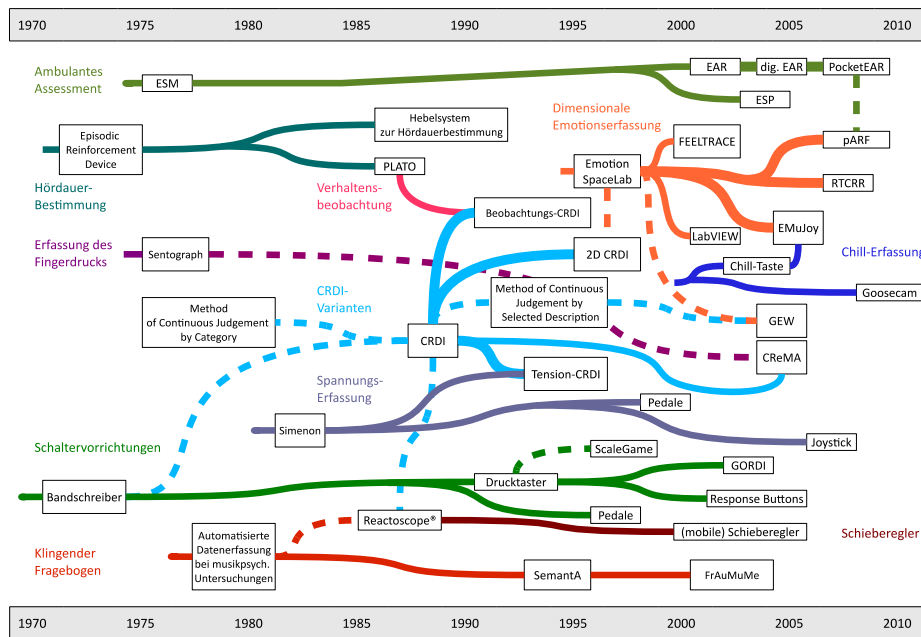 1970 1975 1980 1985 1990 1995 2000 2005 2010
Ambulantes
Assessment
ESM
EAR
dig. EAR
PocketEAR
ESP
Hebelsystem
zur Hördauerbestimmung
Dimensionale
Emotionserfassung
Episodic
Reinforcement
Device
FEELTRACE
pARF
PLATO
Emotion
SpaceLab
RTCRR
Hördauer-
Bestimmung
Verhaltens-
beobachtung
Beobachtungs-CRDI
LabVIEW
EMuJoy
Erfassung des
Fingerdrucks
Sentograph
2D CRDI
Chill-Erfassung
Chill-Taste
Goosecam
CRDI-
Varianten
Method of Continuous
Judgement by
Selected Description
Method
of Continuous Judgement
by Category
GEW
CRDI
CReMA
Spannungs-
Erfassung
Tension-CRDI
Pedale
Simenon
Joystick
Schaltervorrichtungen
ScaleGame
GORDI
Bandschreiber
Drucktaster
Response Buttons
Pedale
Reactoscope®
(mobile) Schieberegler
Schieberegler
Klingender
Fragebogen
Automatisierte
Datenerfassung
bei musikpsych.
Untersuchungen
SemantA
FrAuMuMe
1970 1975 1980 1985 1990 1995 2000 2005 2010